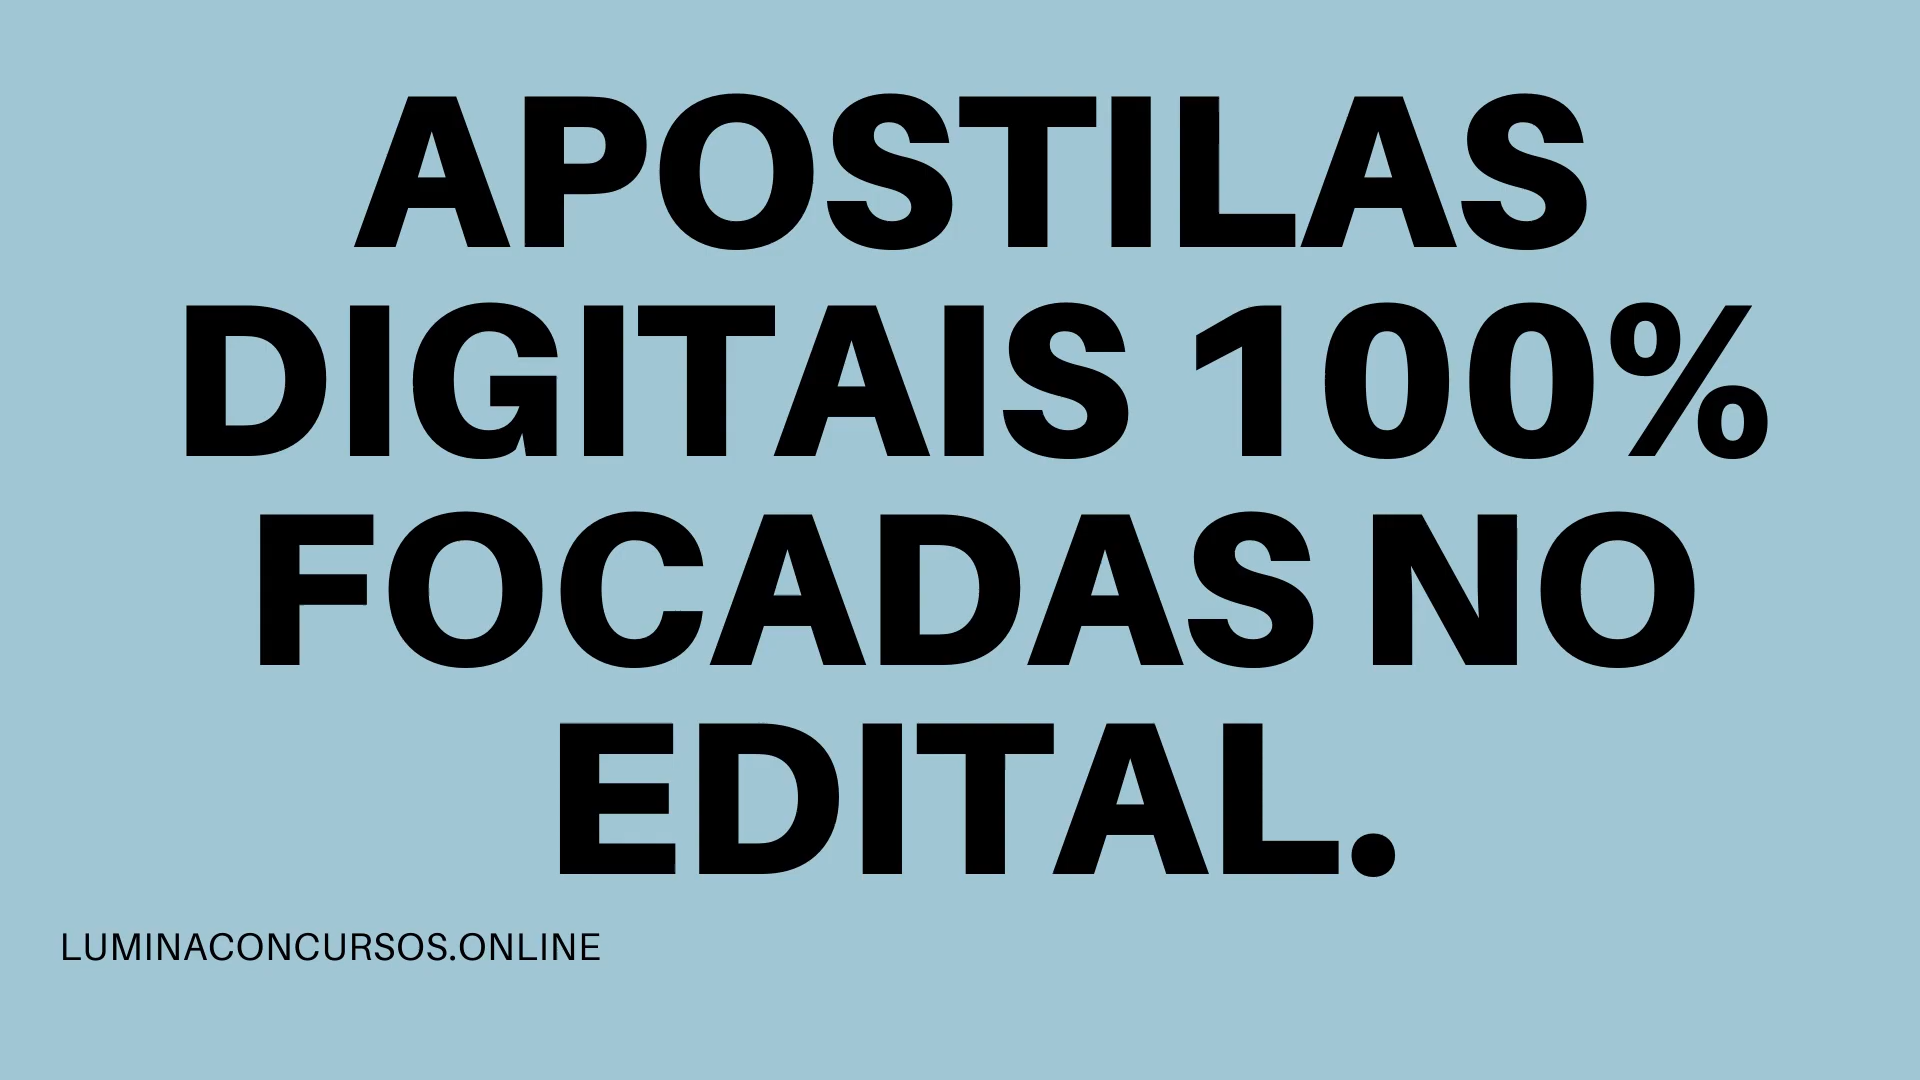 APOSTILAS
DIGITAIS 100%
FOCADAS NO
EDITAL.
LUMINACONCURSOS.ONLINE